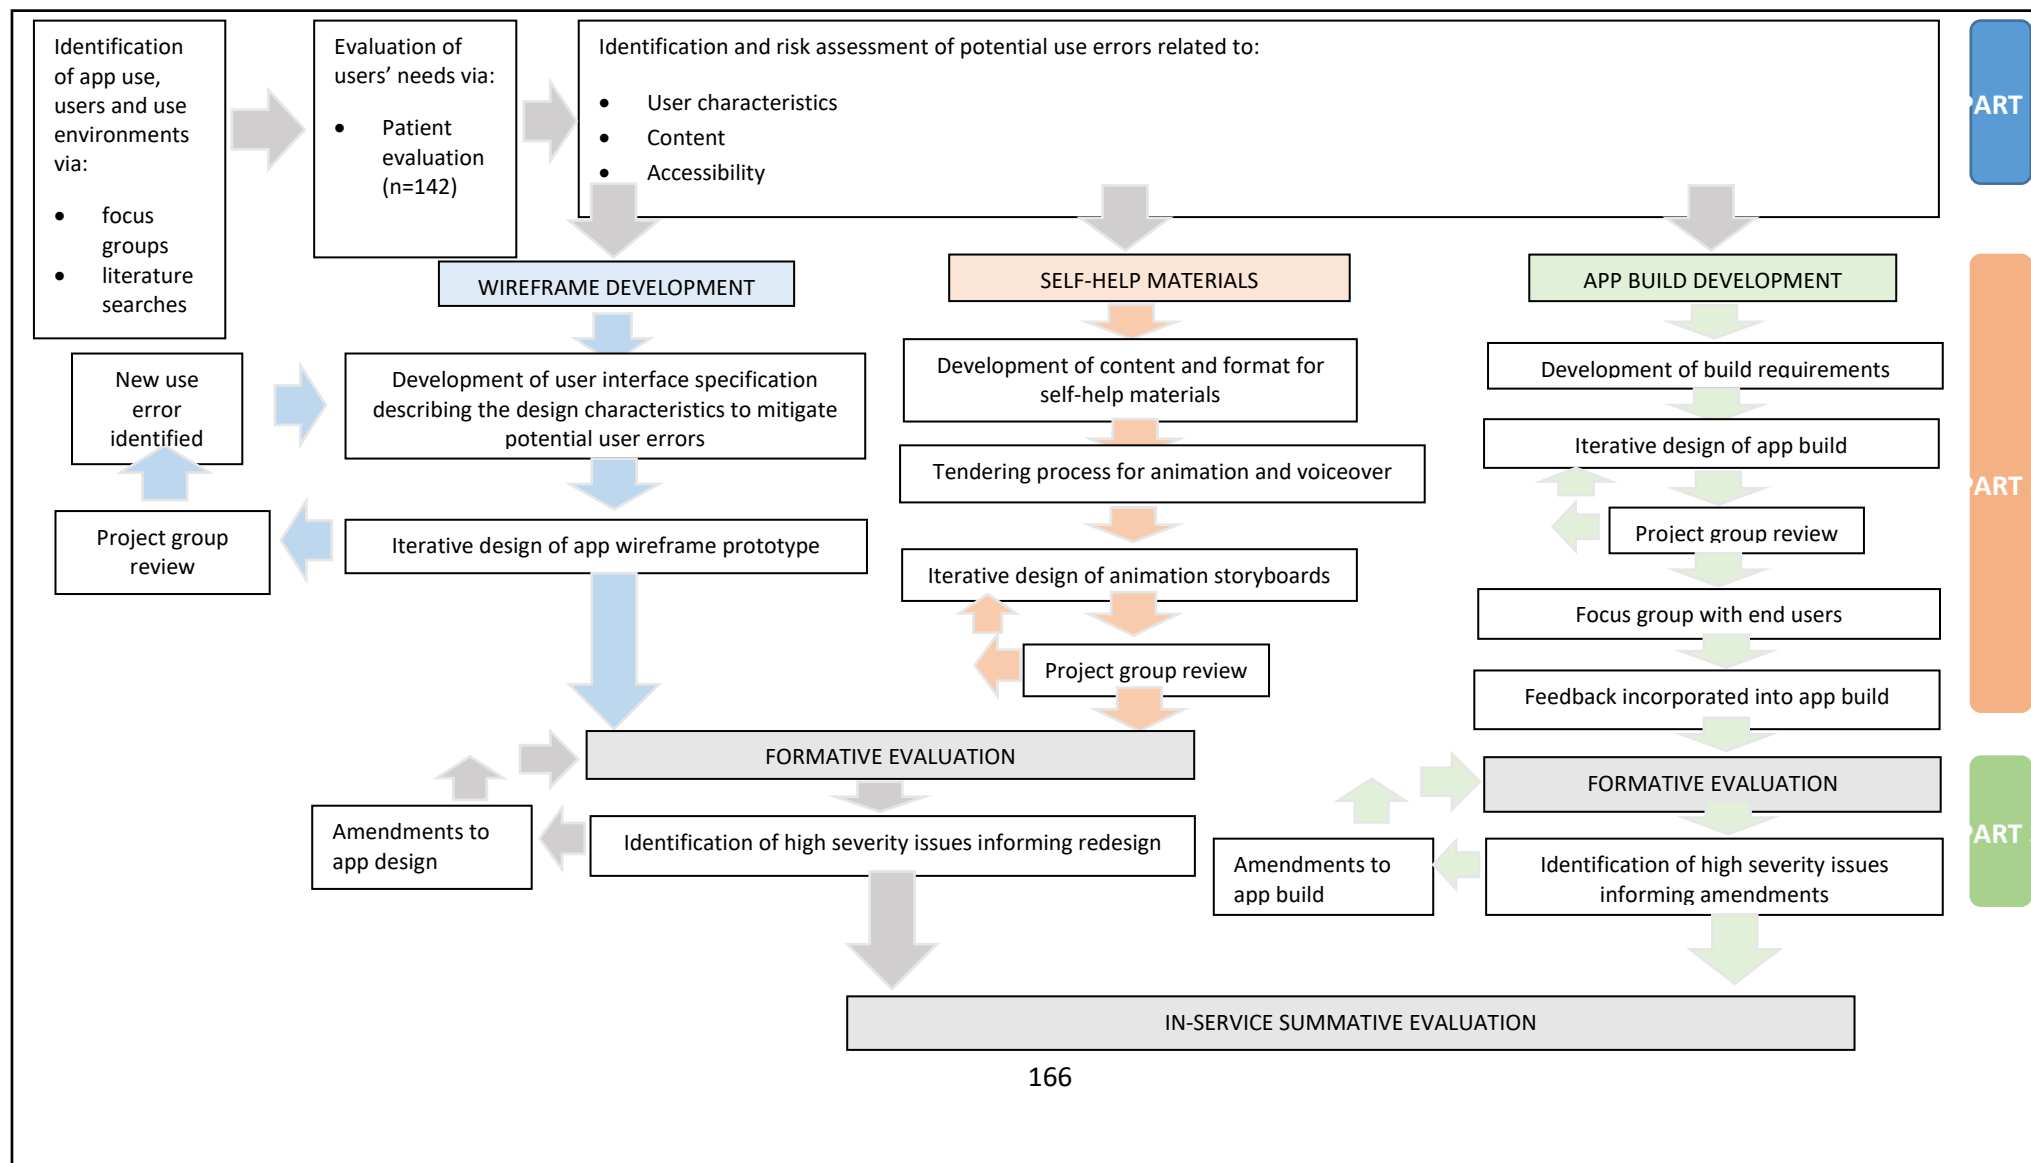 Identification
of app use,
users and use
environments
via:
• focus
groups
• literature
searches
Evaluation of
users’ needs via:
• Patient
evaluation
(n=142)
Identification and risk assessment of potential use errors related to:
• User characteristics
• Content
• Accessibility
PART
WIREFRAME DEVELOPMENT
SELF-HELP MATERIALS
APP BUILD DEVELOPMENT
New use
error
identified
Development of user interface specification
describing the design characteristics to mitigate
potential user errors
Project group
review
Iterative design of app wireframe prototype
Development of content and format for
self-help materials
Tendering process for animation and voiceover
Iterative design of animation storyboards
Project group review
Development of build requirements
Iterative design of app build
Project group review
Focus group with end users
Feedback incorporated into app build
PART
FORMATIVE EVALUATION
Amendments to
app design
Identification of high severity issues informing redesign
FORMATIVE EVALUATION
Amendments to
app build
Identification of high severity issues
informing amendments
PART
IN-SERVICE SUMMATIVE EVALUATION
166